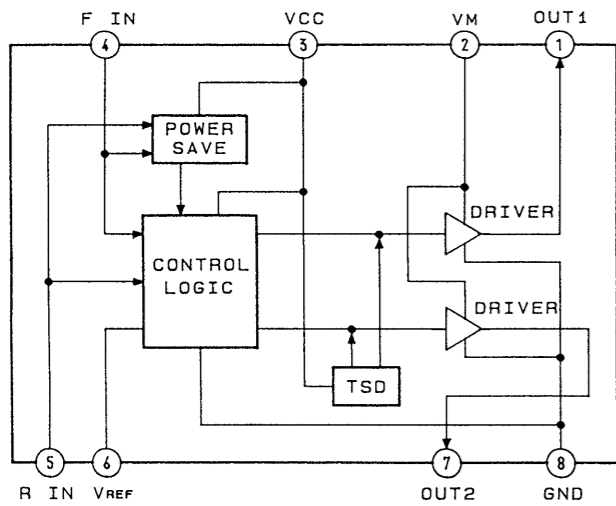 F IN
VCC
VM
OUT1
4
3
2
1
POWER
SAVE
DRIVER
CONTROL
LOGIC
DRIVER
TSD
5
6
7
8
R IN
VREF
OUT2
GND